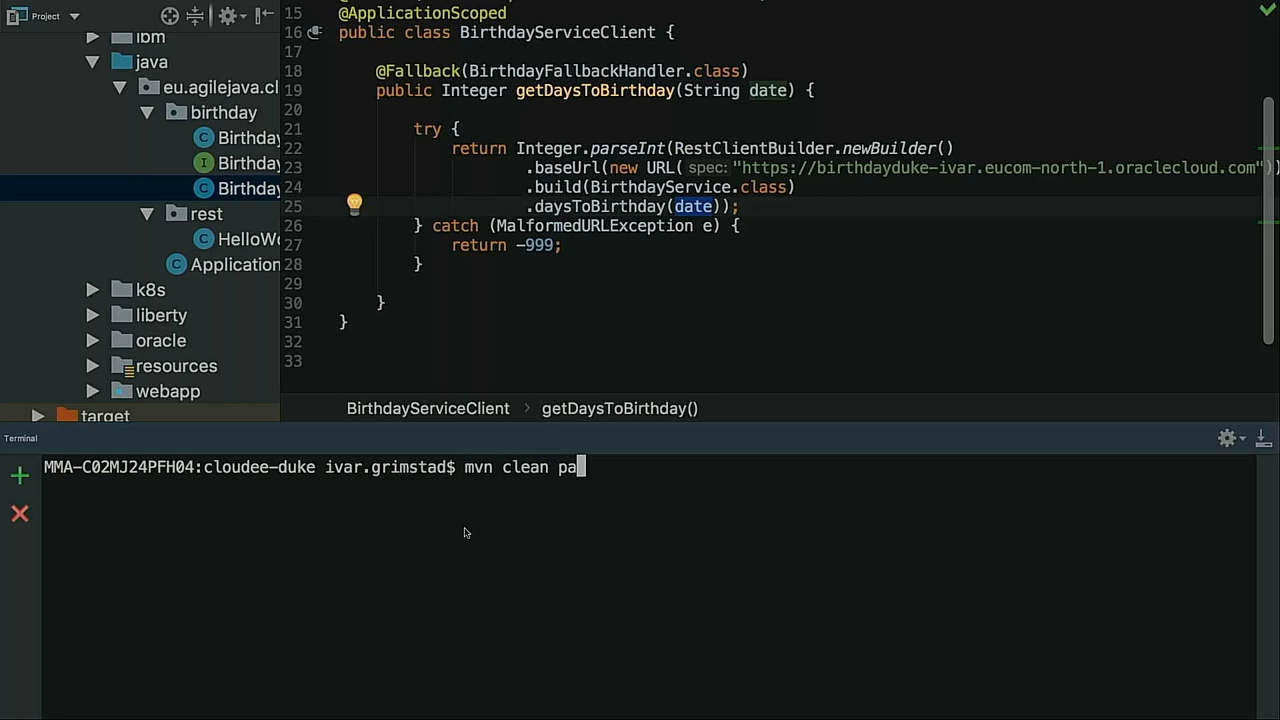 Project
ibm
java
eu.agilejava.cl
birthday
Birthday
Birthday
Birthday
rest
HelloWo
Application
k8s
liberty
oracle
resources
webapp
target
15 @ApplicationScoped
16 public class BirthdayServiceClient {
17
18 @Fallback(BirthdayFallbackHandler.class)
19 public Integer getDaysToBirthday(String date) {
20
21 try {
22 return Integer.parseInt(RestClientBuilder.newBuilder()
23 .baseUrl(new URL( spec: "https://birthdayduke-ivar.eucom-north-1.oraclecloud.com"))
24 .build(BirthdayService.class)
25 .daysToBirthday(date));
26 } catch (MalformedURLException e) {
27 return -999;
28 }
29
30 }
31 }
32
33
BirthdayServiceClient › getDaysToBirthday()
Terminal
MMA-C02MJ24PFH04:cloudee-duke ivar.grimstad$ mvn clean pa